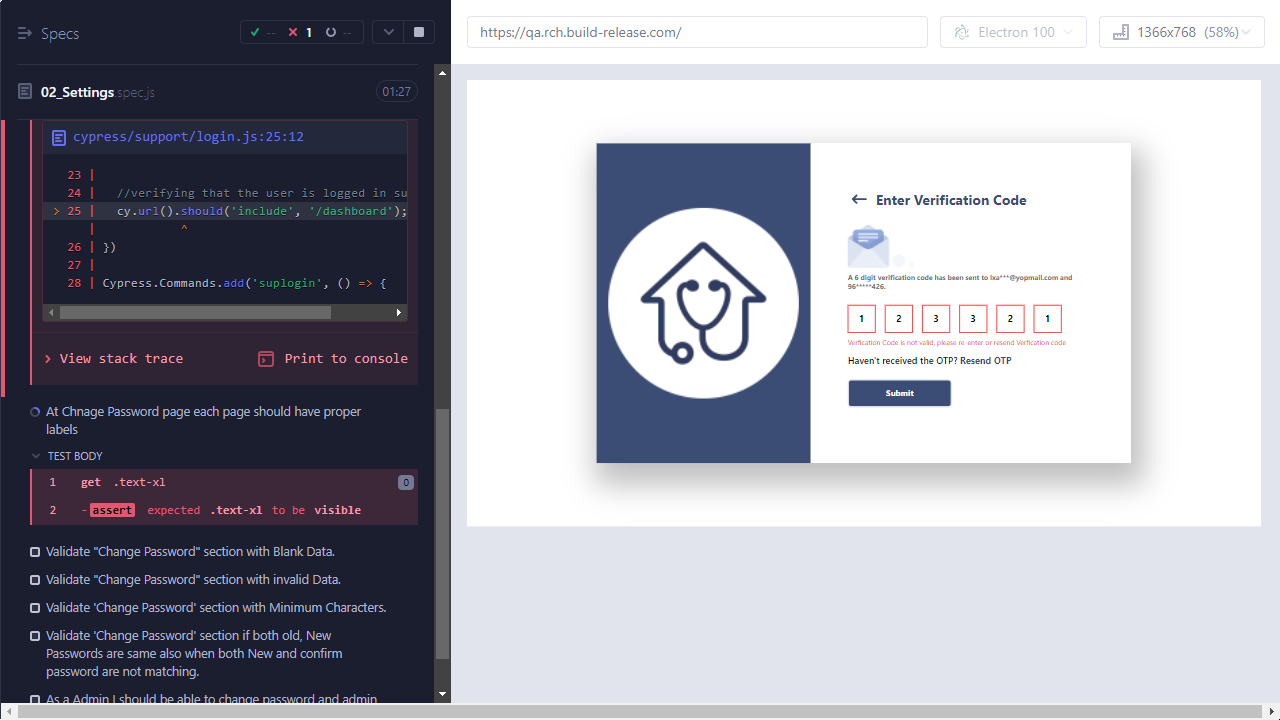 Specs
-- 1 --
02_Settings.spec.js
01:27
cypress/support/login.js:25:12
23 |
24 | //verifying that the user is logged in su
> 25 | cy.url().should('include', '/dashboard');
| ^
26 | })
27 |
28 | Cypress.Commands.add('suplogin', () => {
> View stack trace
Print to console
At Chnage Password page each page should have proper
labels
TEST BODY
1 get .text-xl 0
2 -assert expected .text-xl to be visible
Validate "Change Password" section with Blank Data.
Validate "Change Password" section with invalid Data.
Validate 'Change Password' section with Minimum Characters.
Validate 'Change Password' section if both old, New
Passwords are same also when both New and confirm
password are not matching.
As a Admin I should be able to change password and admin
https://qa.rch.build-release.com/
Electron 100
1366x768 (58%)
Enter Verification Code
A 6 digit verification code has been sent to lxa***@yopmail.com and
96*****426.
1 2 3 3 2 1
Verfication Code is not valid, please re-enter or resend Verfication code
Haven't received the OTP? Resend OTP
Submit